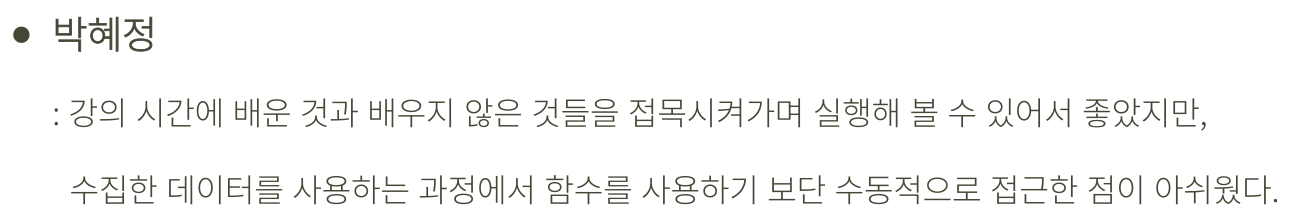 ● 박혜정
: 강의 시간에 배운 것과 배우지 않은 것들을 접목시켜가며 실행해 볼 수 있어서 좋았지만,
수집한 데이터를 사용하는 과정에서 함수를 사용하기 보단 수동적으로 접근한 점이 아쉬웠다.